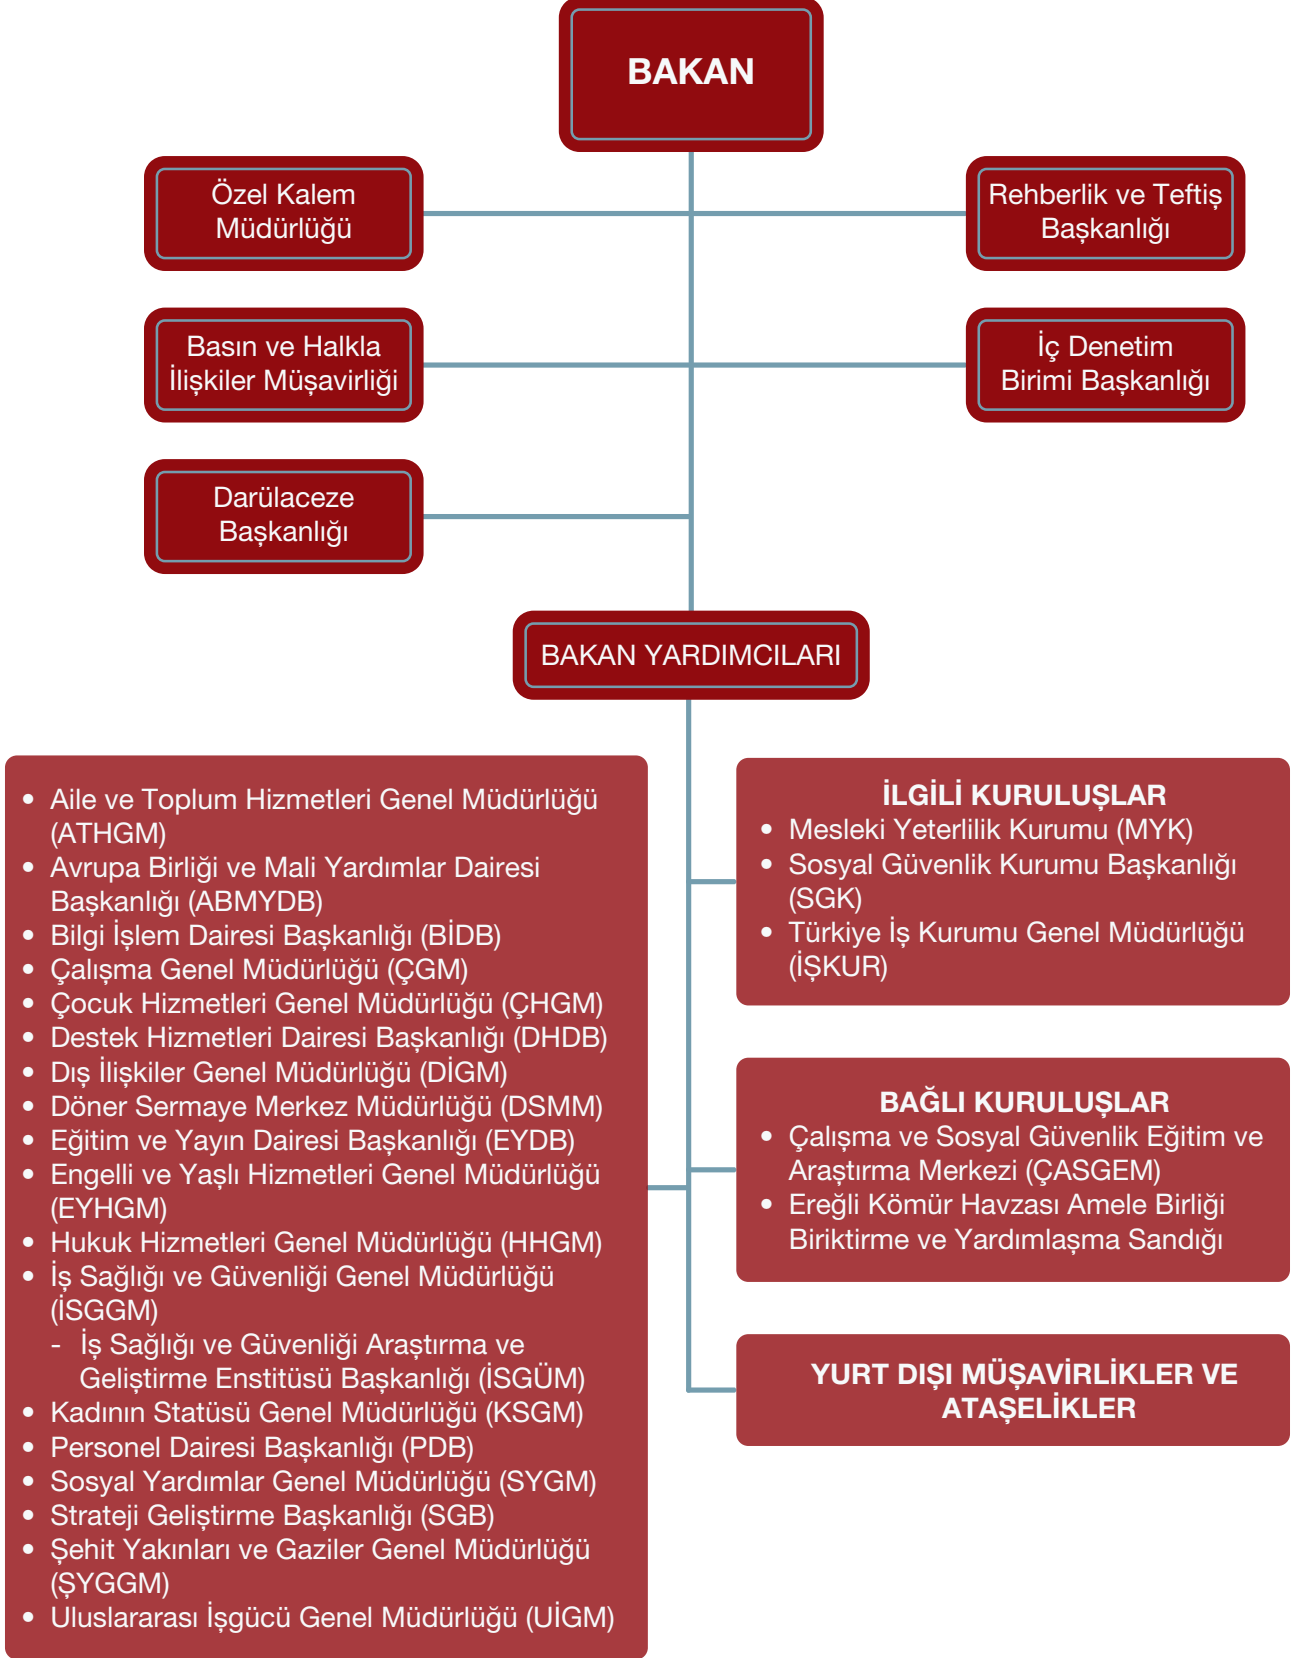 BAKAN
Özel Kalem
Müdürlüğü
Rehberlik ve Teftiş
Başkanlığı
Basın ve Halkla
İlişkiler Müşavirliği
İç Denetim
Birimi Başkanlığı
Darülaceze
Başkanlığı
BAKAN YARDIMCILARI
• Aile ve Toplum Hizmetleri Genel Müdürlüğü
(ATHGM)
• Avrupa Birliği ve Mali Yardımlar Dairesi
Başkanlığı (ABMYDB)
• Bilgi İşlem Dairesi Başkanlığı (BİDB)
• Çalışma Genel Müdürlüğü (ÇGM)
• Çocuk Hizmetleri Genel Müdürlüğü (ÇHGM)
• Destek Hizmetleri Dairesi Başkanlığı (DHDB)
• Dış İlişkiler Genel Müdürlüğü (DİGM)
• Döner Sermaye Merkez Müdürlüğü (DSMM)
• Eğitim ve Yayın Dairesi Başkanlığı (EYDB)
• Engelli ve Yaşlı Hizmetleri Genel Müdürlüğü
(EYHGM)
• Hukuk Hizmetleri Genel Müdürlüğü (HHGM)
• İş Sağlığı ve Güvenliği Genel Müdürlüğü
(İSGGM)
- İş Sağlığı ve Güvenliği Araştırma ve
Geliştirme Enstitüsü Başkanlığı (İSGÜM)
• Kadının Statüsü Genel Müdürlüğü (KSGM)
• Personel Dairesi Başkanlığı (PDB)
• Sosyal Yardımlar Genel Müdürlüğü (SYGM)
• Strateji Geliştirme Başkanlığı (SGB)
• Şehit Yakınları ve Gaziler Genel Müdürlüğü
(ŞYGGM)
• Uluslararası İşgücü Genel Müdürlüğü (UİGM)
İLGİLİ KURULUŞLAR
• Mesleki Yeterlilik Kurumu (MYK)
• Sosyal Güvenlik Kurumu Başkanlığı
(SGK)
• Türkiye İş Kurumu Genel Müdürlüğü
(İŞKUR)
BAĞLI KURULUŞLAR
• Çalışma ve Sosyal Güvenlik Eğitim ve
Araştırma Merkezi (ÇASGEM)
• Ereğli Kömür Havzası Amele Birliği
Biriktirme ve Yardımlaşma Sandığı
YURT DIŞI MÜŞAVİRLİKLER VE
ATAŞELİKLER